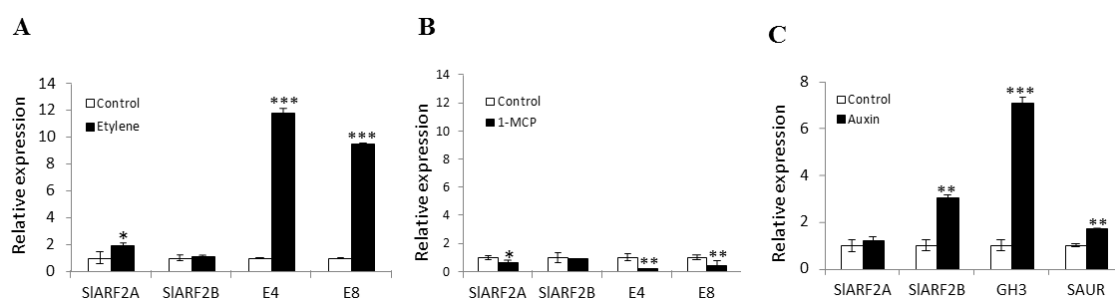 A
Relative expression
14
12
10
8
6
4
2
0
Control
Etylene
*
***
***
SlARF2A SlARF2B E4 E8
B
Relative expression
14
12
10
8
6
4
2
0
Control
1-MCP
*
**
**
SlARF2A SlARF2B E4 E8
C
Relative expression
8
6
4
2
0
Control
Auxin
**
***
**
SlARF2A SlARF2B GH3 SAUR